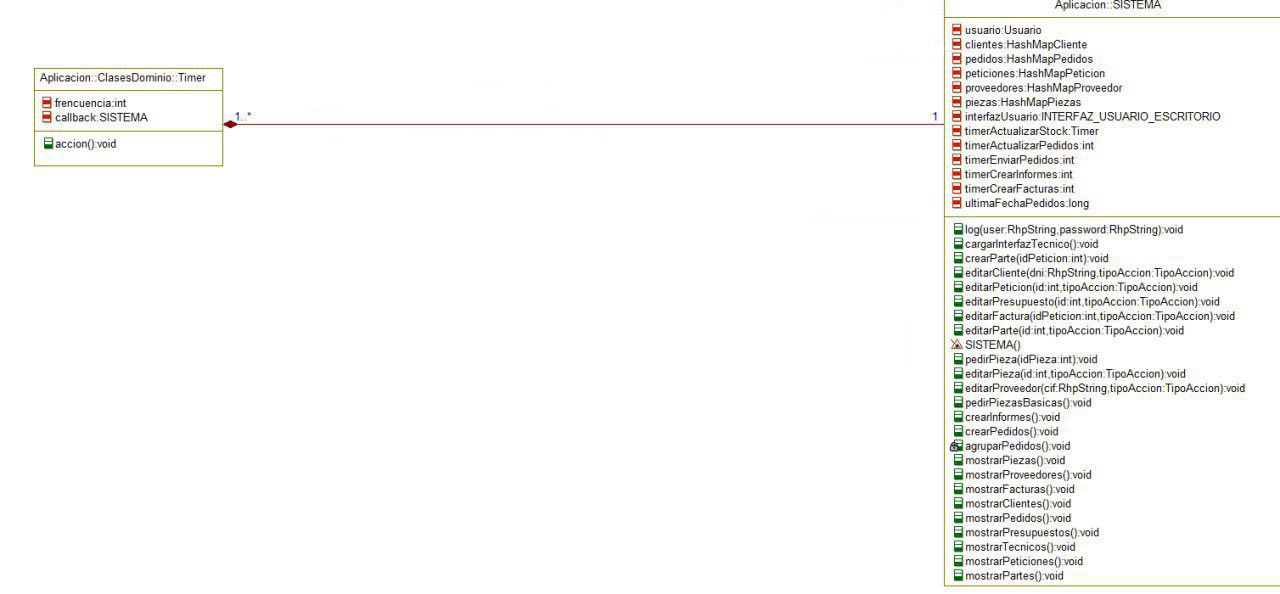 Aplicacion::ClasesDominio::Timer
frencuencia:int
callback:SISTEMA
accion():void
1..*
1
Aplicacion::SISTEMA
usuario:Usuario
clientes:HashMapCliente
pedidos:HashMapPedidos
peticiones:HashMapPeticion
proveedores:HashMapProveedor
piezas:HashMapPiezas
interfazUsuario:INTERFAZ_USUARIO_ESCRITORIO
timerActualizarStock:Timer
timerActualizarPedidos:int
timerEnviarPedidos:int
timerCrearInformes:int
timerCrearFacturas:int
ultimaFechaPedidos:long
log(user:RhpString,password:RhpString):void
cargarInterfazTecnico():void
crearParte(idPeticion:int):void
editarCliente(dni:RhpString,tipoAccion:TipoAccion):void
editarPeticion(id:int,tipoAccion:TipoAccion):void
editarPresupuesto(id:int,tipoAccion:TipoAccion):void
editarFactura(idPeticion:int,tipoAccion:TipoAccion):void
editarParte(id:int,tipoAccion:TipoAccion):void
SISTEMA()
pedirPieza(idPieza:int):void
editarPieza(id:int,tipoAccion:TipoAccion):void
editarProveedor(cif:RhpString,tipoAccion:TipoAccion):void
pedirPiezasBasicas():void
crearInformes():void
crearPedidos():void
agruparPedidos():void
mostrarPiezas():void
mostrarProveedores():void
mostrarFacturas():void
mostrarClientes():void
mostrarPedidos():void
mostrarPresupuestos():void
mostrarTecnicos():void
mostrarPeticiones():void
mostrarPartes():void